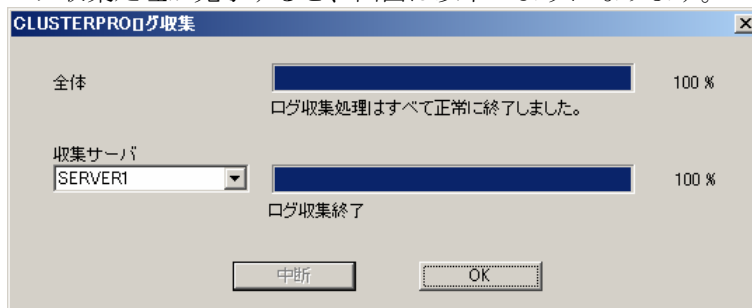 CLUSTERPROログ収集
全体
100 %
ログ収集処理はすべて正常に終了しました。
収集サーバ
SERVER1
100 %
ログ収集終了
中断
OK